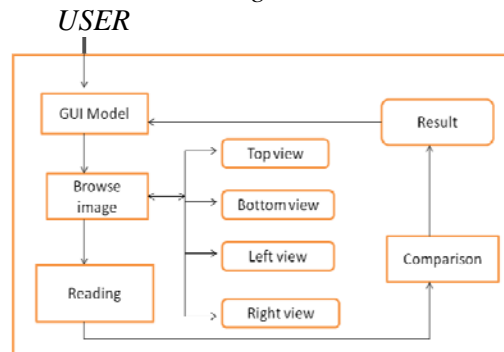 USER
GUI Model
Result
Top view
Browse
image
Bottom view
Left view
Comparison
Reading
Right view